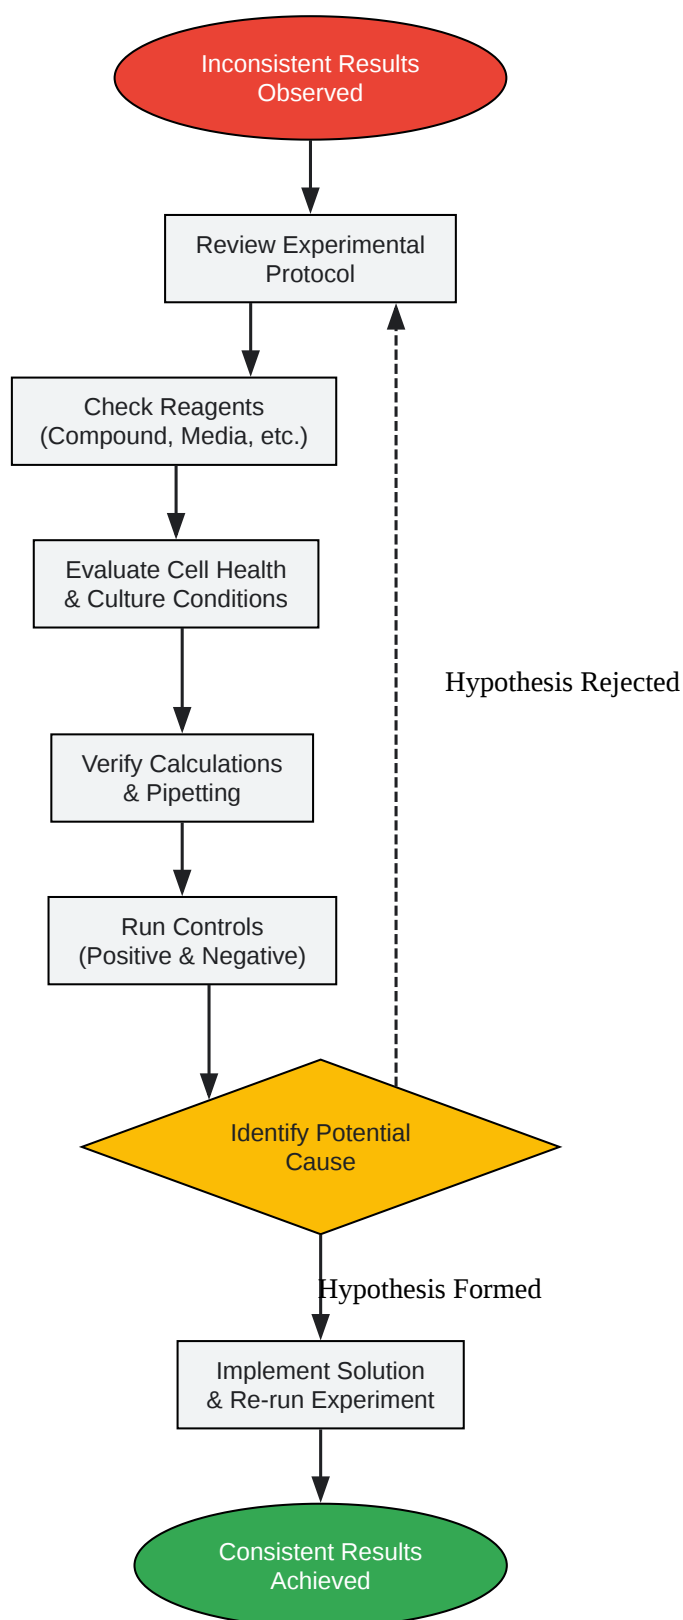 Inconsistent Results
Observed
Review Experimental
Protocol
Check Reagents
(Compound, Media, etc.)
Evaluate Cell Health
& Culture Conditions
Hypothesis Rejected
Verify Calculations
& Pipetting
Run Controls
(Positive & Negative)
Identify Potential
Cause
Hypothesis Formed
Implement Solution
& Re-run Experiment
Consistent Results
Achieved